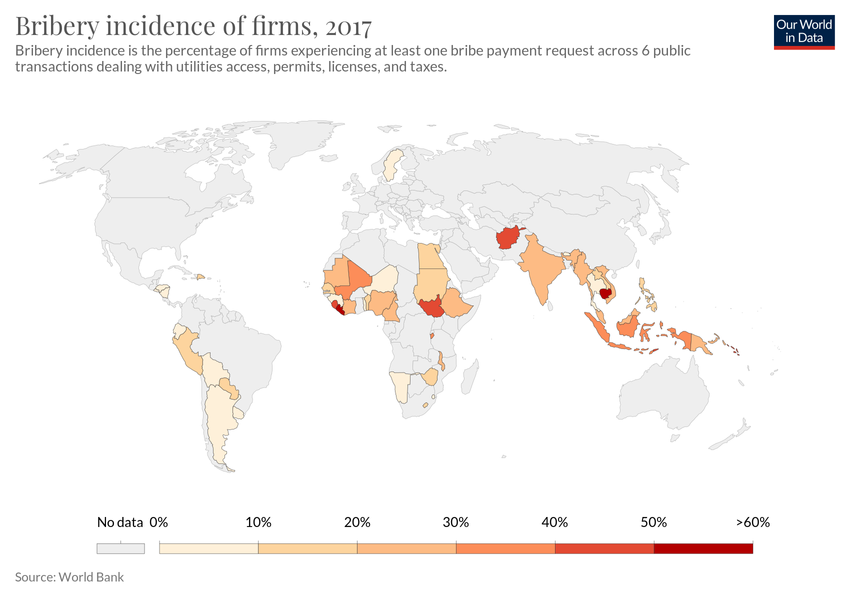 Bribery incidence of firms, 2017
Our World
in Data
Bribery incidence is the percentage of firms experiencing at least one bribe payment request across 6 public
transactions dealing with utilities access, permits, licenses, and taxes.
No data 0% 10% 20% 30% 40% 50% >60%
Source: World Bank